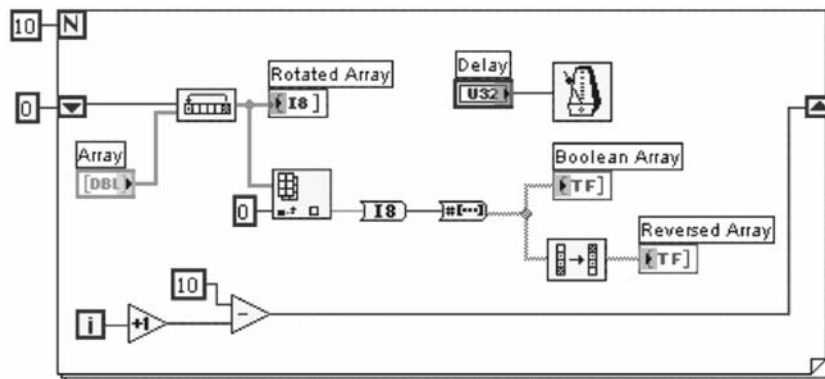 10 N
Rotated Array
Delay
I8]
U32
0
Array
[DBL]
Boolean Array
TF]
0
I8
#[...]
Reversed Array
TF]
10
i
+1
-